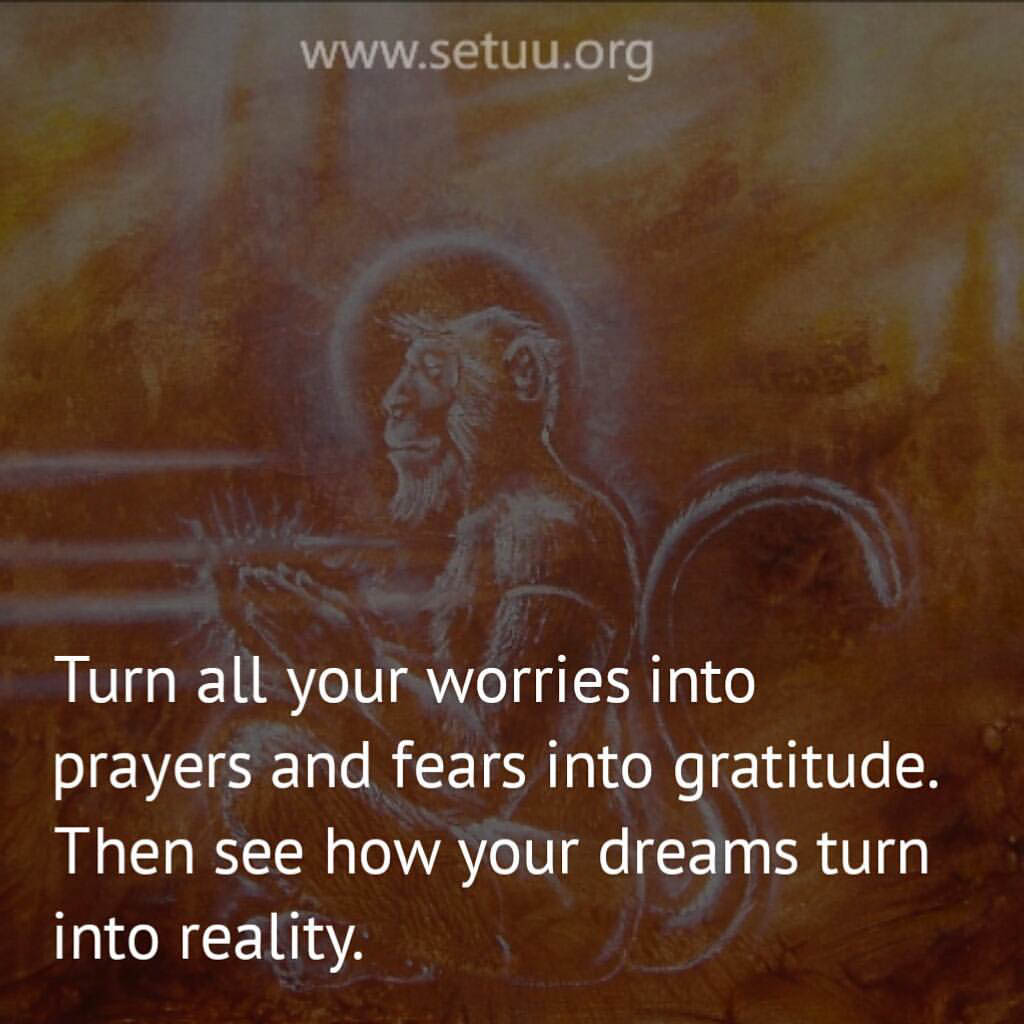 www.setuu.org
Turn all your worries into
prayers and fears into gratitude.
Then see how your dreams turn
into reality.